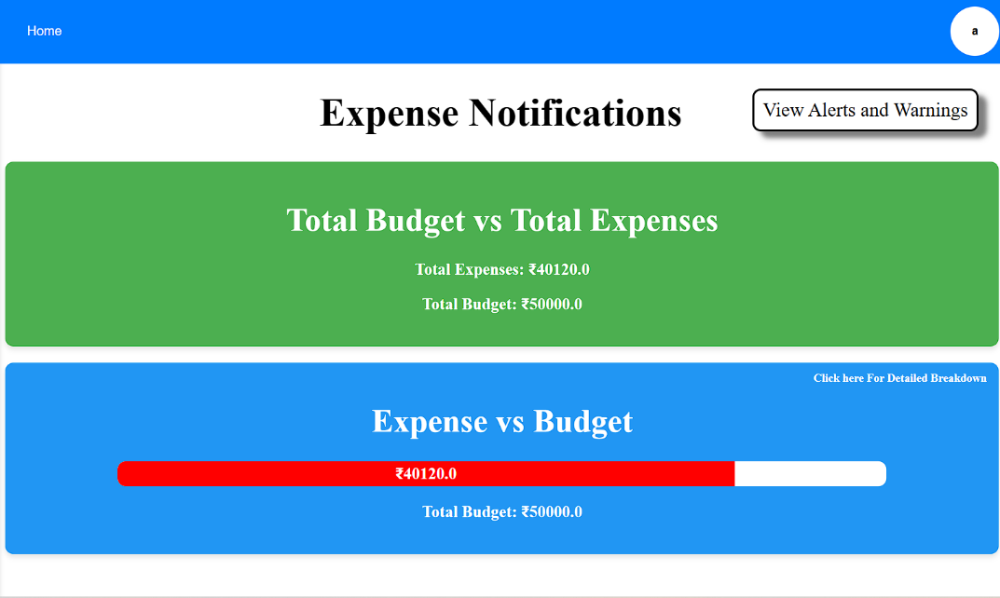 Home
a
Expense Notifications
View Alerts and Warnings
Total Budget vs Total Expenses
Total Expenses: ₹40120.0
Total Budget: ₹50000.0
Click here For Detailed Breakdown
Expense vs Budget
₹40120.0
Total Budget: ₹50000.0